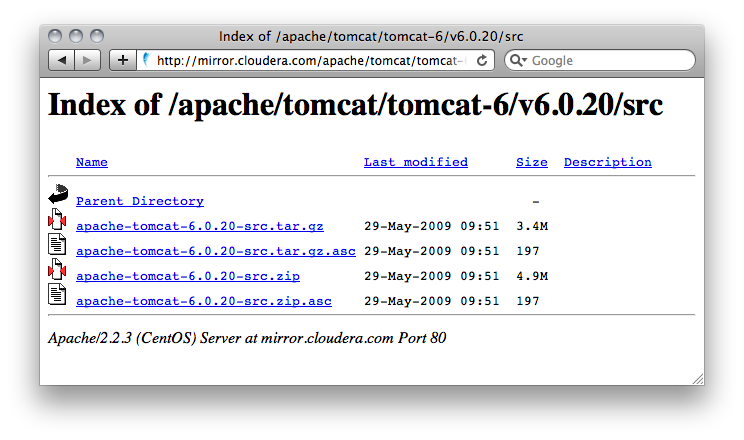 Index of /apache/tomcat/tomcat-6/v6.0.20/src
http://mirror.cloudera.com/apache/tomcat/tomcat- Google
Index of /apache/tomcat/tomcat-6/v6.0.20/src
Name Last modified Size Description
Parent Directory -
apache-tomcat-6.0.20-src.tar.gz 29-May-2009 09:51 3.4M
apache-tomcat-6.0.20-src.tar.gz.asc 29-May-2009 09:51 197
apache-tomcat-6.0.20-src.zip 29-May-2009 09:51 4.9M
apache-tomcat-6.0.20-src.zip.asc 29-May-2009 09:51 197
Apache/2.2.3 (CentOS) Server at mirror.cloudera.com Port 80